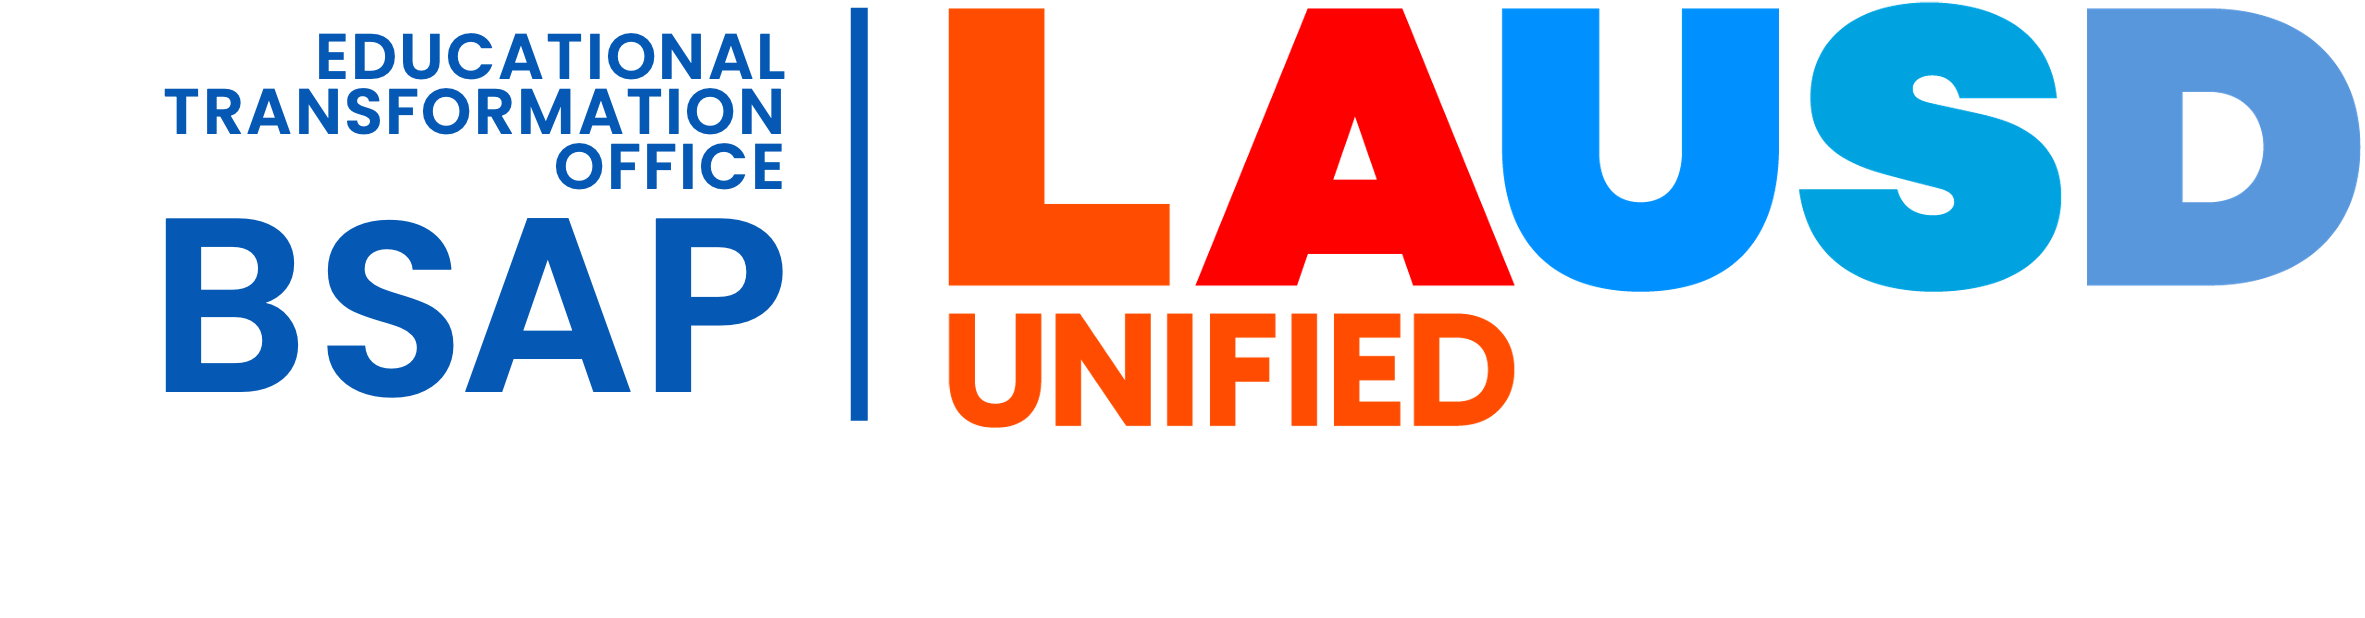 EDUCATIONAL
TRANSFORMATION
OFFICE
BSAP
LAUSD
UNIFIED